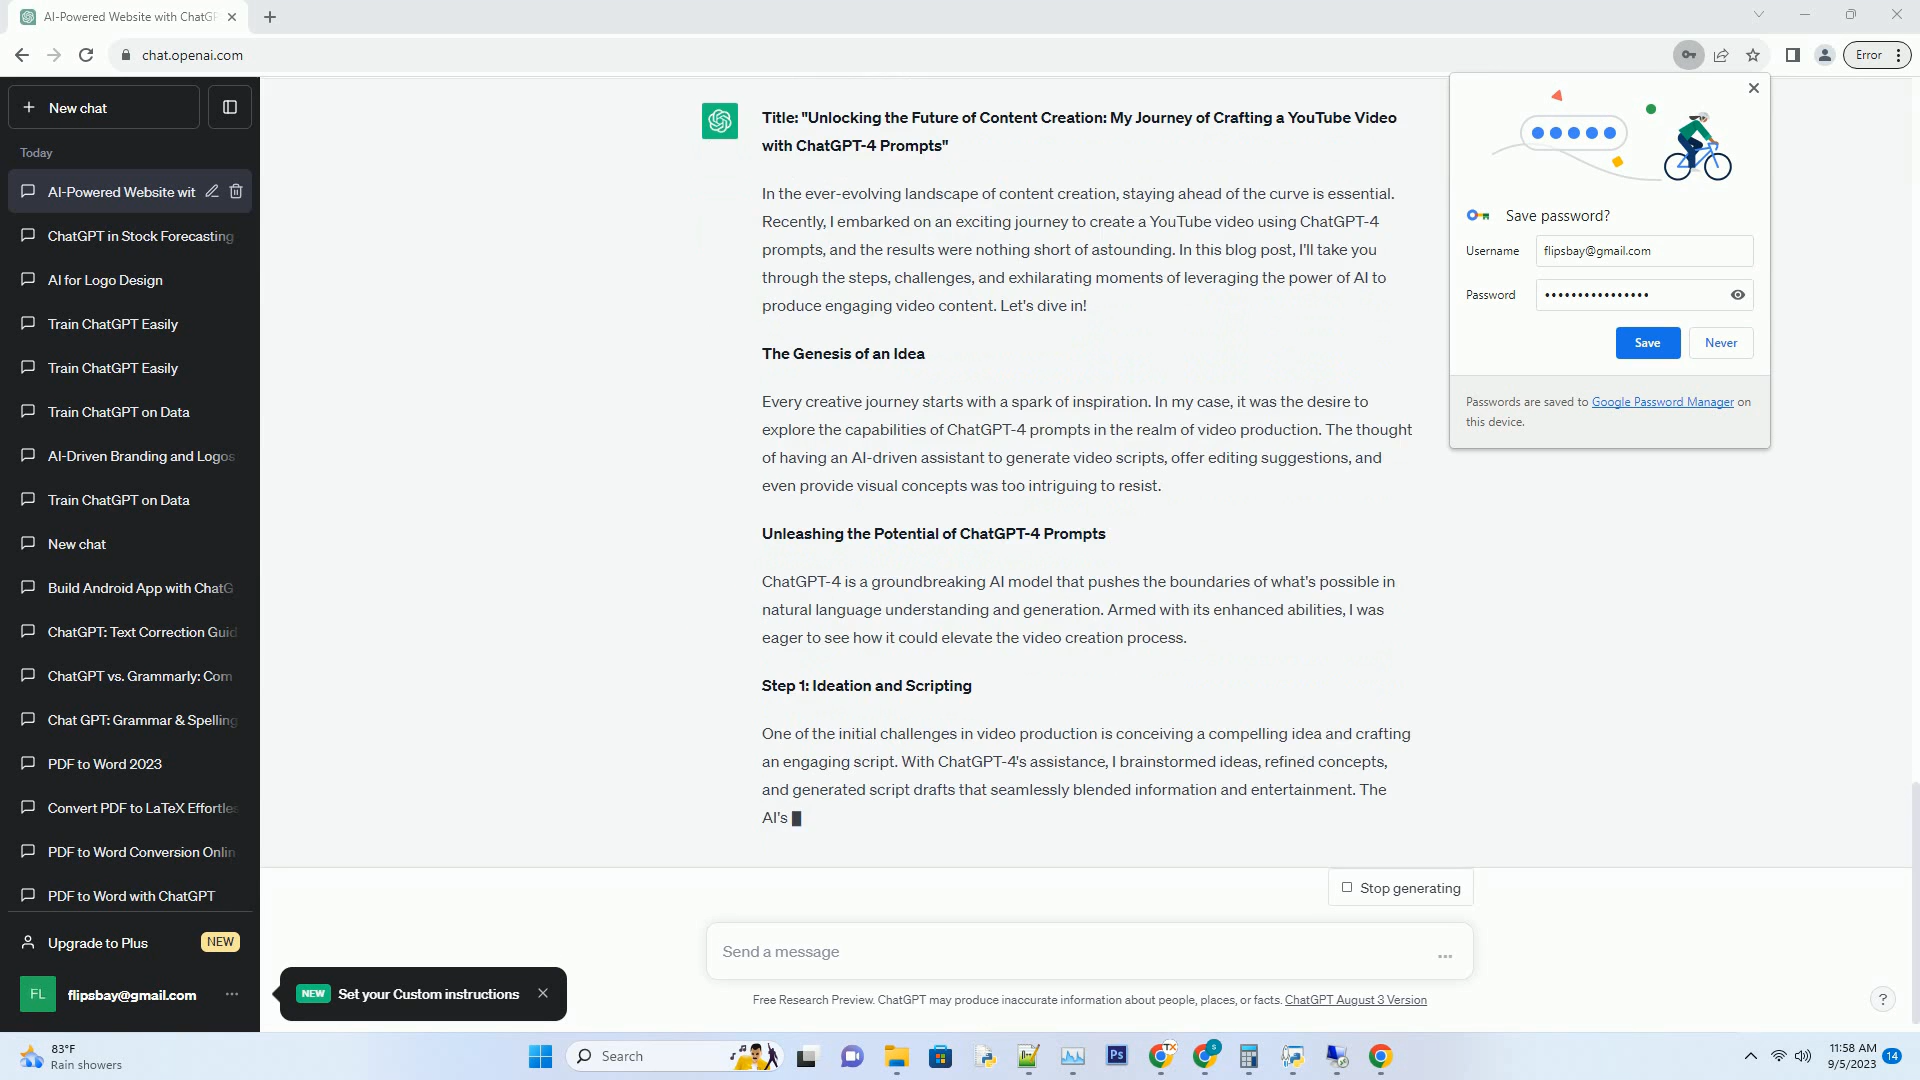 AI-Powered Website with ChatGP
chat.openai.com
Error
New chat
Today
AI-Powered Website wit
ChatGPT in Stock Forecasting
AI for Logo Design
Train ChatGPT Easily
Train ChatGPT Easily
Train ChatGPT on Data
AI-Driven Branding and Logos
Train ChatGPT on Data
New chat
Build Android App with ChatG
ChatGPT: Text Correction Guid
ChatGPT vs. Grammarly: Com
Chat GPT: Grammar & Spelling
PDF to Word 2023
Convert PDF to LaTeX Effortle
PDF to Word Conversion Onlin
PDF to Word with ChatGPT
Upgrade to Plus NEW
FL flipsbay@gmail.com
NEW Set your Custom instructions
Title: "Unlocking the Future of Content Creation: My Journey of Crafting a YouTube Video
with ChatGPT-4 Prompts"
In the ever-evolving landscape of content creation, staying ahead of the curve is essential.
Recently, I embarked on an exciting journey to create a YouTube video using ChatGPT-4
prompts, and the results were nothing short of astounding. In this blog post, I'll take you
through the steps, challenges, and exhilarating moments of leveraging the power of AI to
produce engaging video content. Let's dive in!
The Genesis of an Idea
Every creative journey starts with a spark of inspiration. In my case, it was the desire to
explore the capabilities of ChatGPT-4 prompts in the realm of video production. The thought
of having an AI-driven assistant to generate video scripts, offer editing suggestions, and
even provide visual concepts was too intriguing to resist.
Unleashing the Potential of ChatGPT-4 Prompts
ChatGPT-4 is a groundbreaking AI model that pushes the boundaries of what's possible in
natural language understanding and generation. Armed with its enhanced abilities, I was
eager to see how it could elevate the video creation process.
Step 1: Ideation and Scripting
One of the initial challenges in video production is conceiving a compelling idea and crafting
an engaging script. With ChatGPT-4's assistance, I brainstormed ideas, refined concepts,
and generated script drafts that seamlessly blended information and entertainment. The
AI's
Stop generating
Send a message
Free Research Preview. ChatGPT may produce inaccurate information about people, places, or facts. ChatGPT August 3 Version
?
Save password?
Username flipsbay@gmail.com
Password ••••••••••••••••
Save Never
Passwords are saved to Google Password Manager on
this device.
83°F
Rain showers
Search
Ps
TX
S
11:58 AM
9/5/2023
14